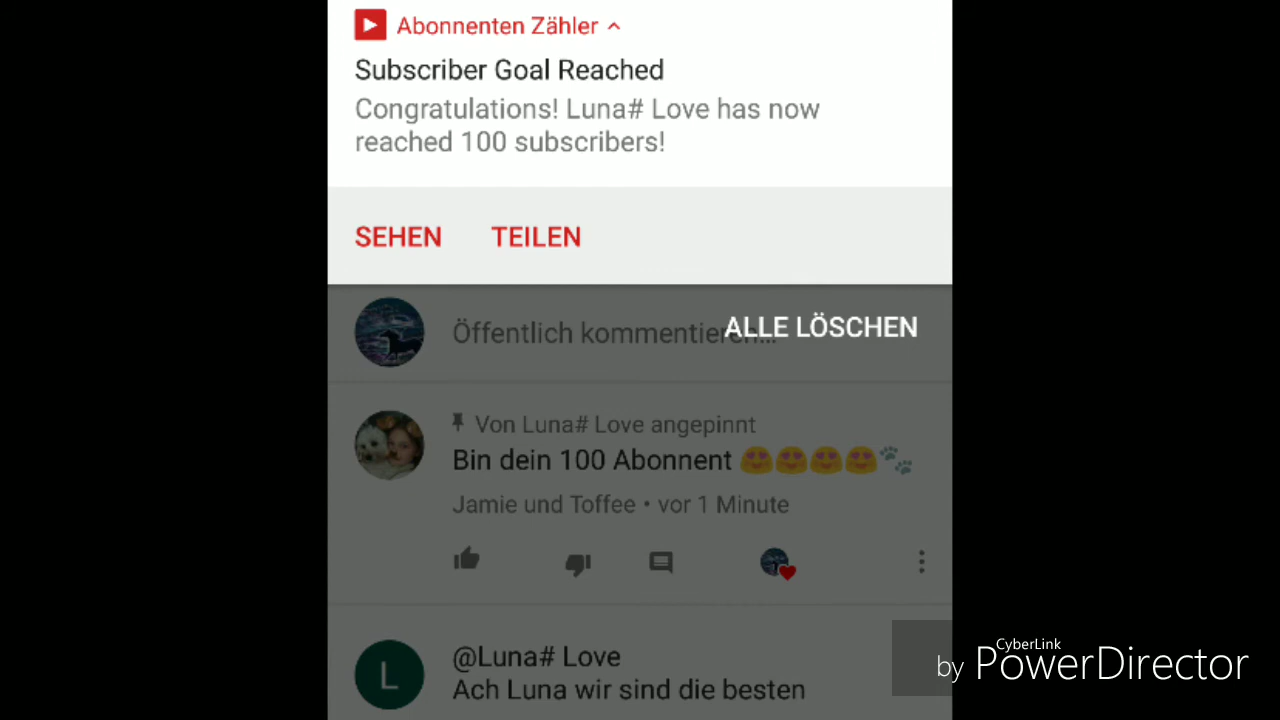 Abonnenten Zähler
Subscriber Goal Reached
Congratulations! Luna# Love has now
reached 100 subscribers!
SEHEN TEILEN
ALLE LÖSCHEN
Öffentlich kommentieren...
Von Luna# Love angepinnt
Bin dein 100 Abonnent 😍😍😍😍🐾
Jamie und Toffee • vor 1 Minute
L
@Luna# Love
Ach Luna wir sind die besten
CyberLink
by PowerDirector